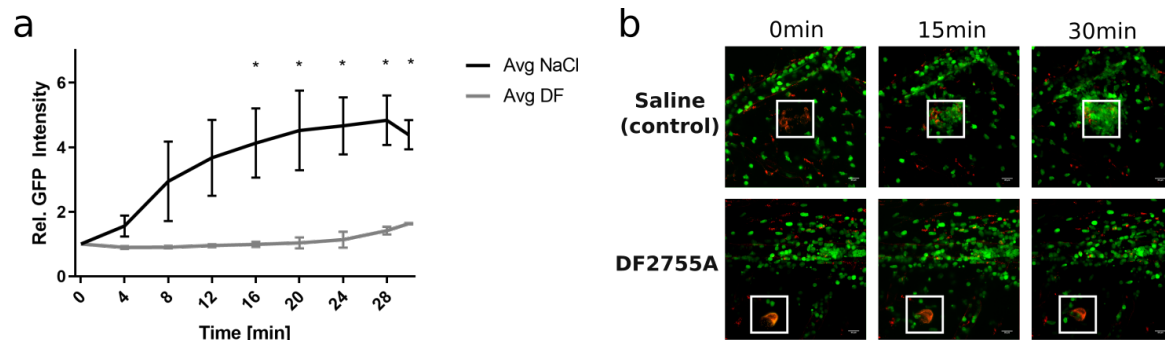 a
Rel. GFP Intensity
6
4
2
0
0 4 8 12 16 20 24 28
Time [min]
* * * * *
Avg NaCl
Avg DF
b
0min 15min 30min
Saline
(control)
DF2755A